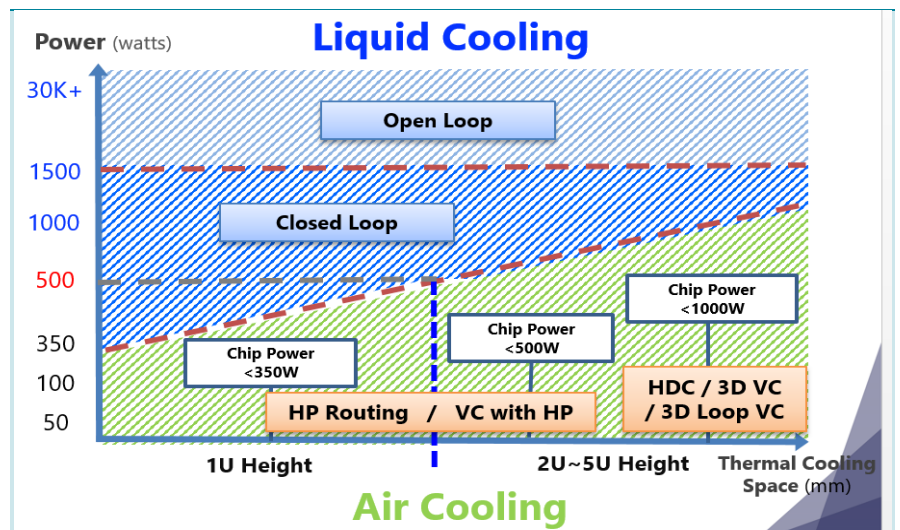 Liquid Cooling
Power (watts)
30K+
Open Loop
1500
1000
Closed Loop
500
Chip Power
<1000W
Chip Power
<500W
350
Chip Power
<350W
100
HDC / 3D VC
/ 3D Loop VC
50
HP Routing / VC with HP
1U Height
2U~5U Height
Thermal Cooling
Space (mm)
Air Cooling